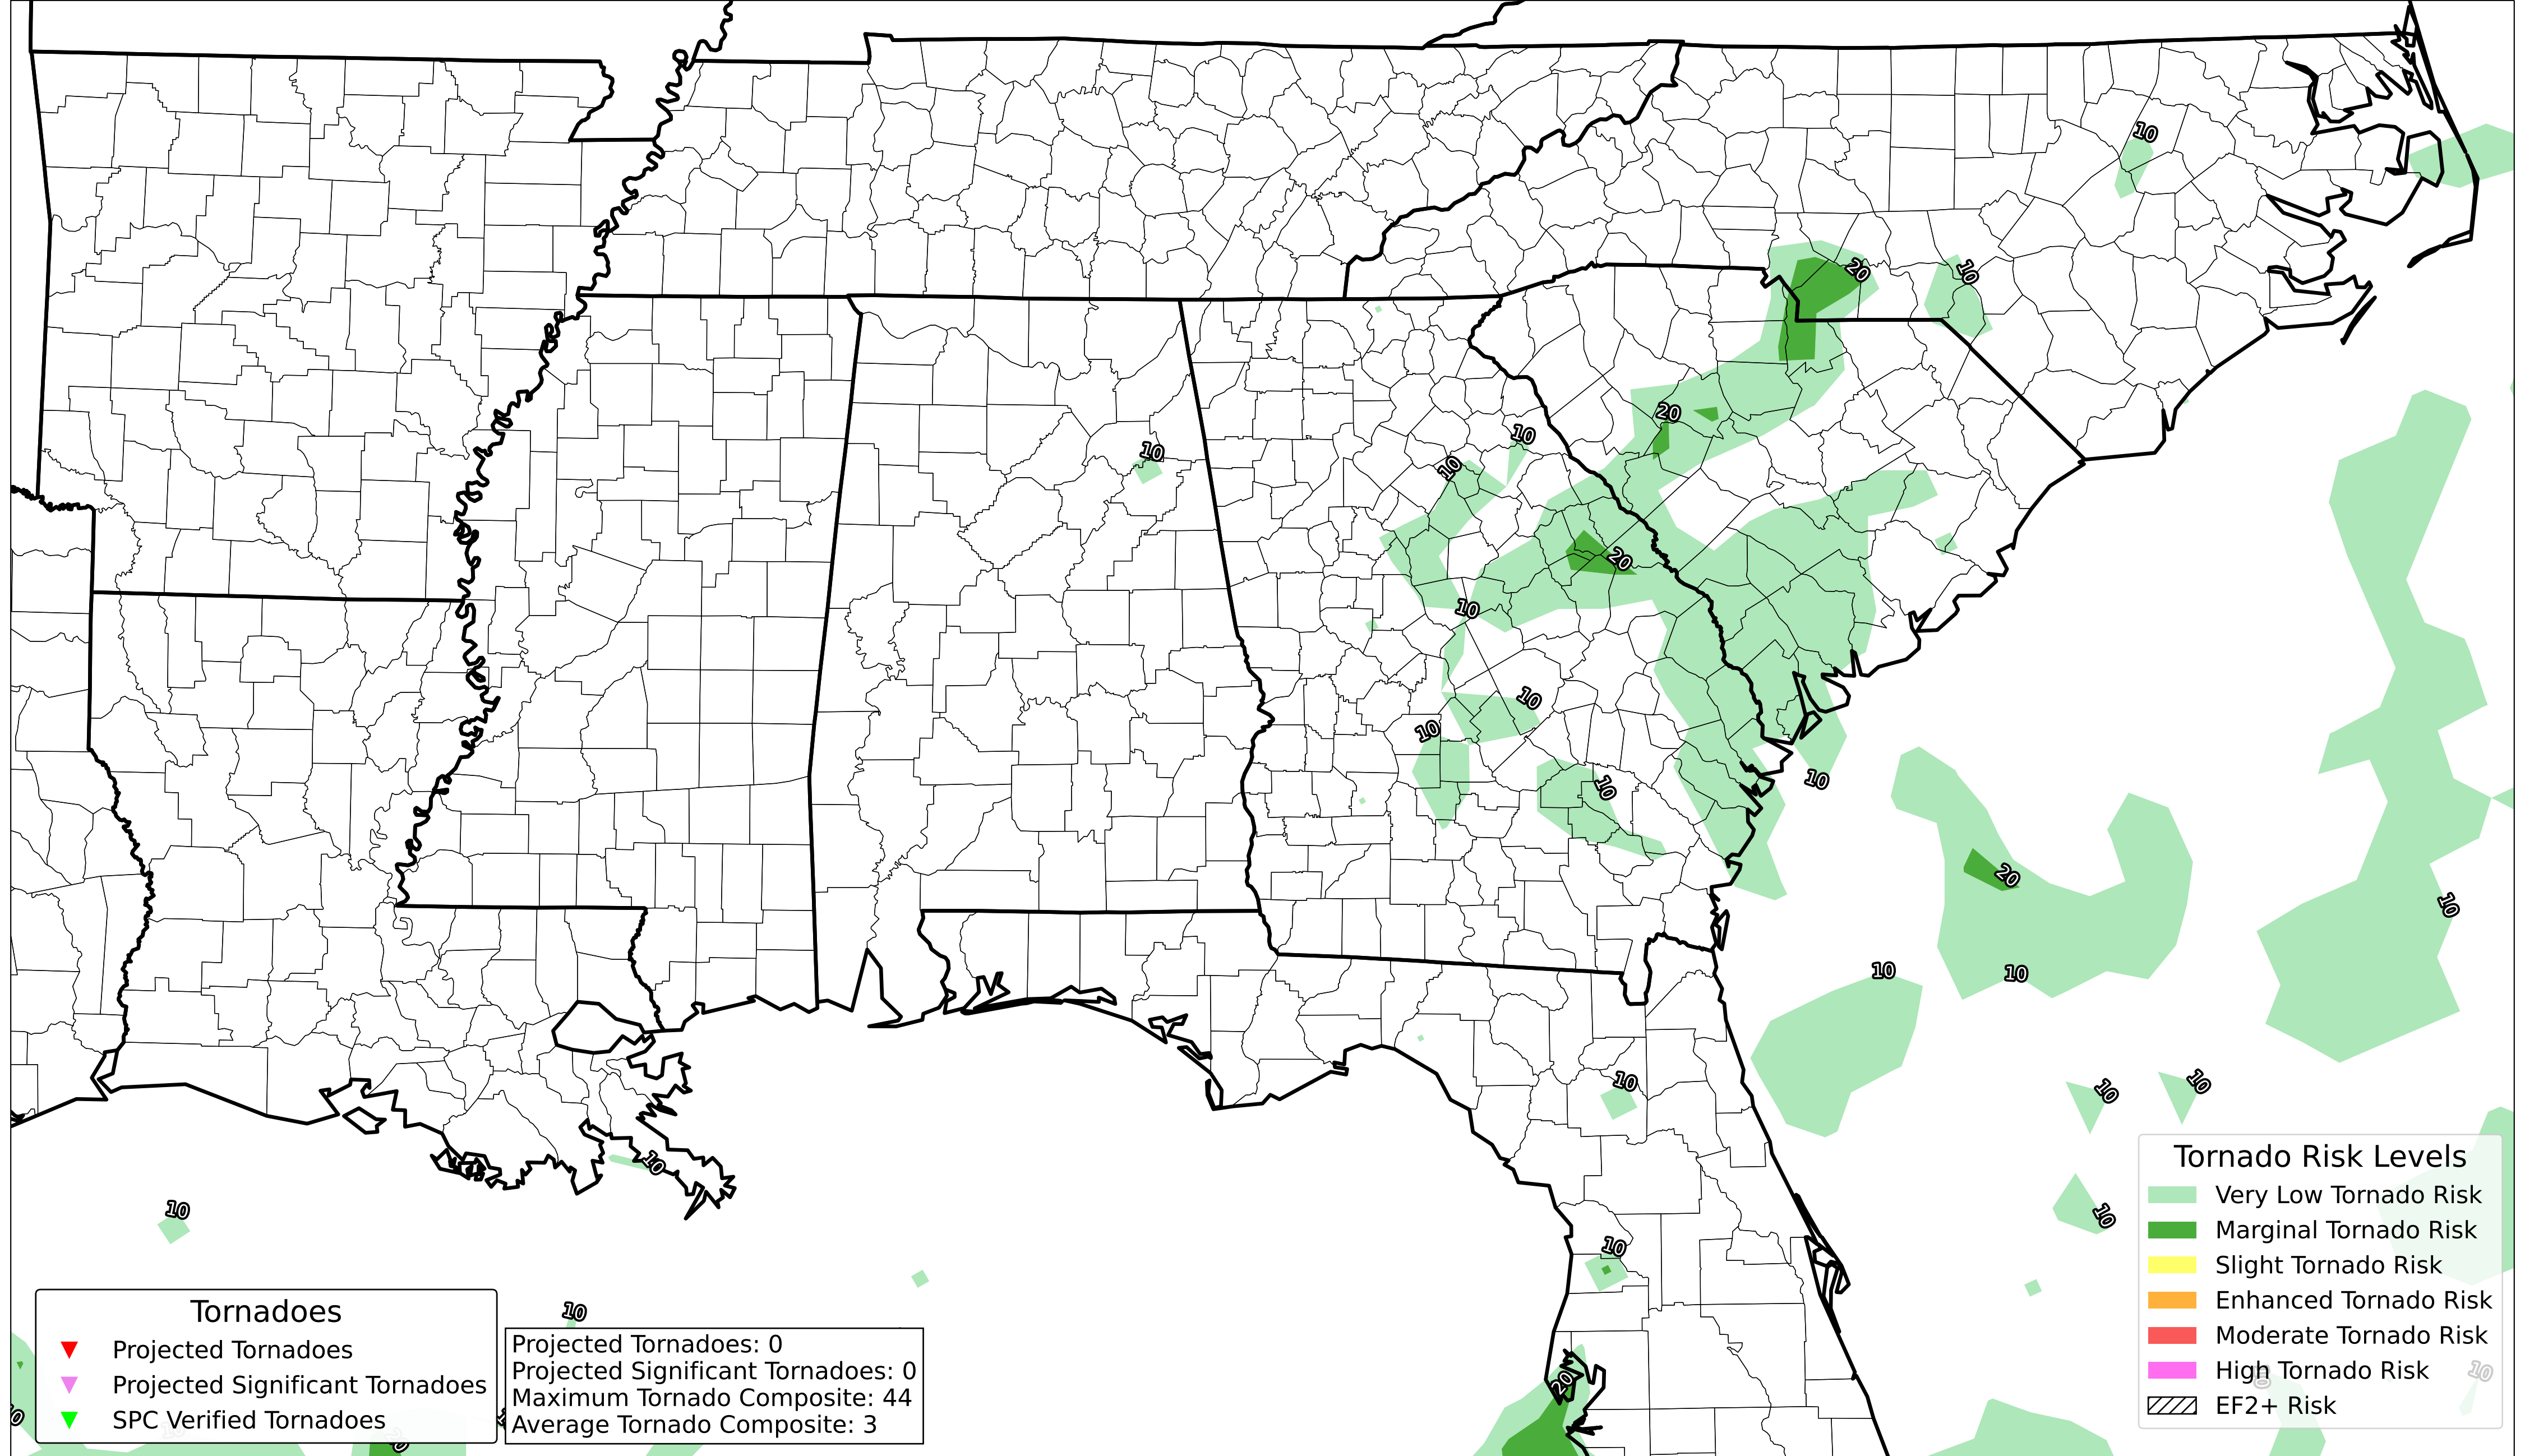 10
20
10
20
10
10
10
20
10
10
10
10
10
20
10
10
10
10
10
10
10
10
10
10
10
20
10
20
Tornado Risk Levels
Very Low Tornado Risk
Marginal Tornado Risk
Slight Tornado Risk
Enhanced Tornado Risk
Moderate Tornado Risk
High Tornado Risk
EF2+ Risk
Tornadoes
Projected Tornadoes
Projected Significant Tornadoes
SPC Verified Tornadoes
Projected Tornadoes: 0
Projected Significant Tornadoes: 0
Maximum Tornado Composite: 44
Average Tornado Composite: 3